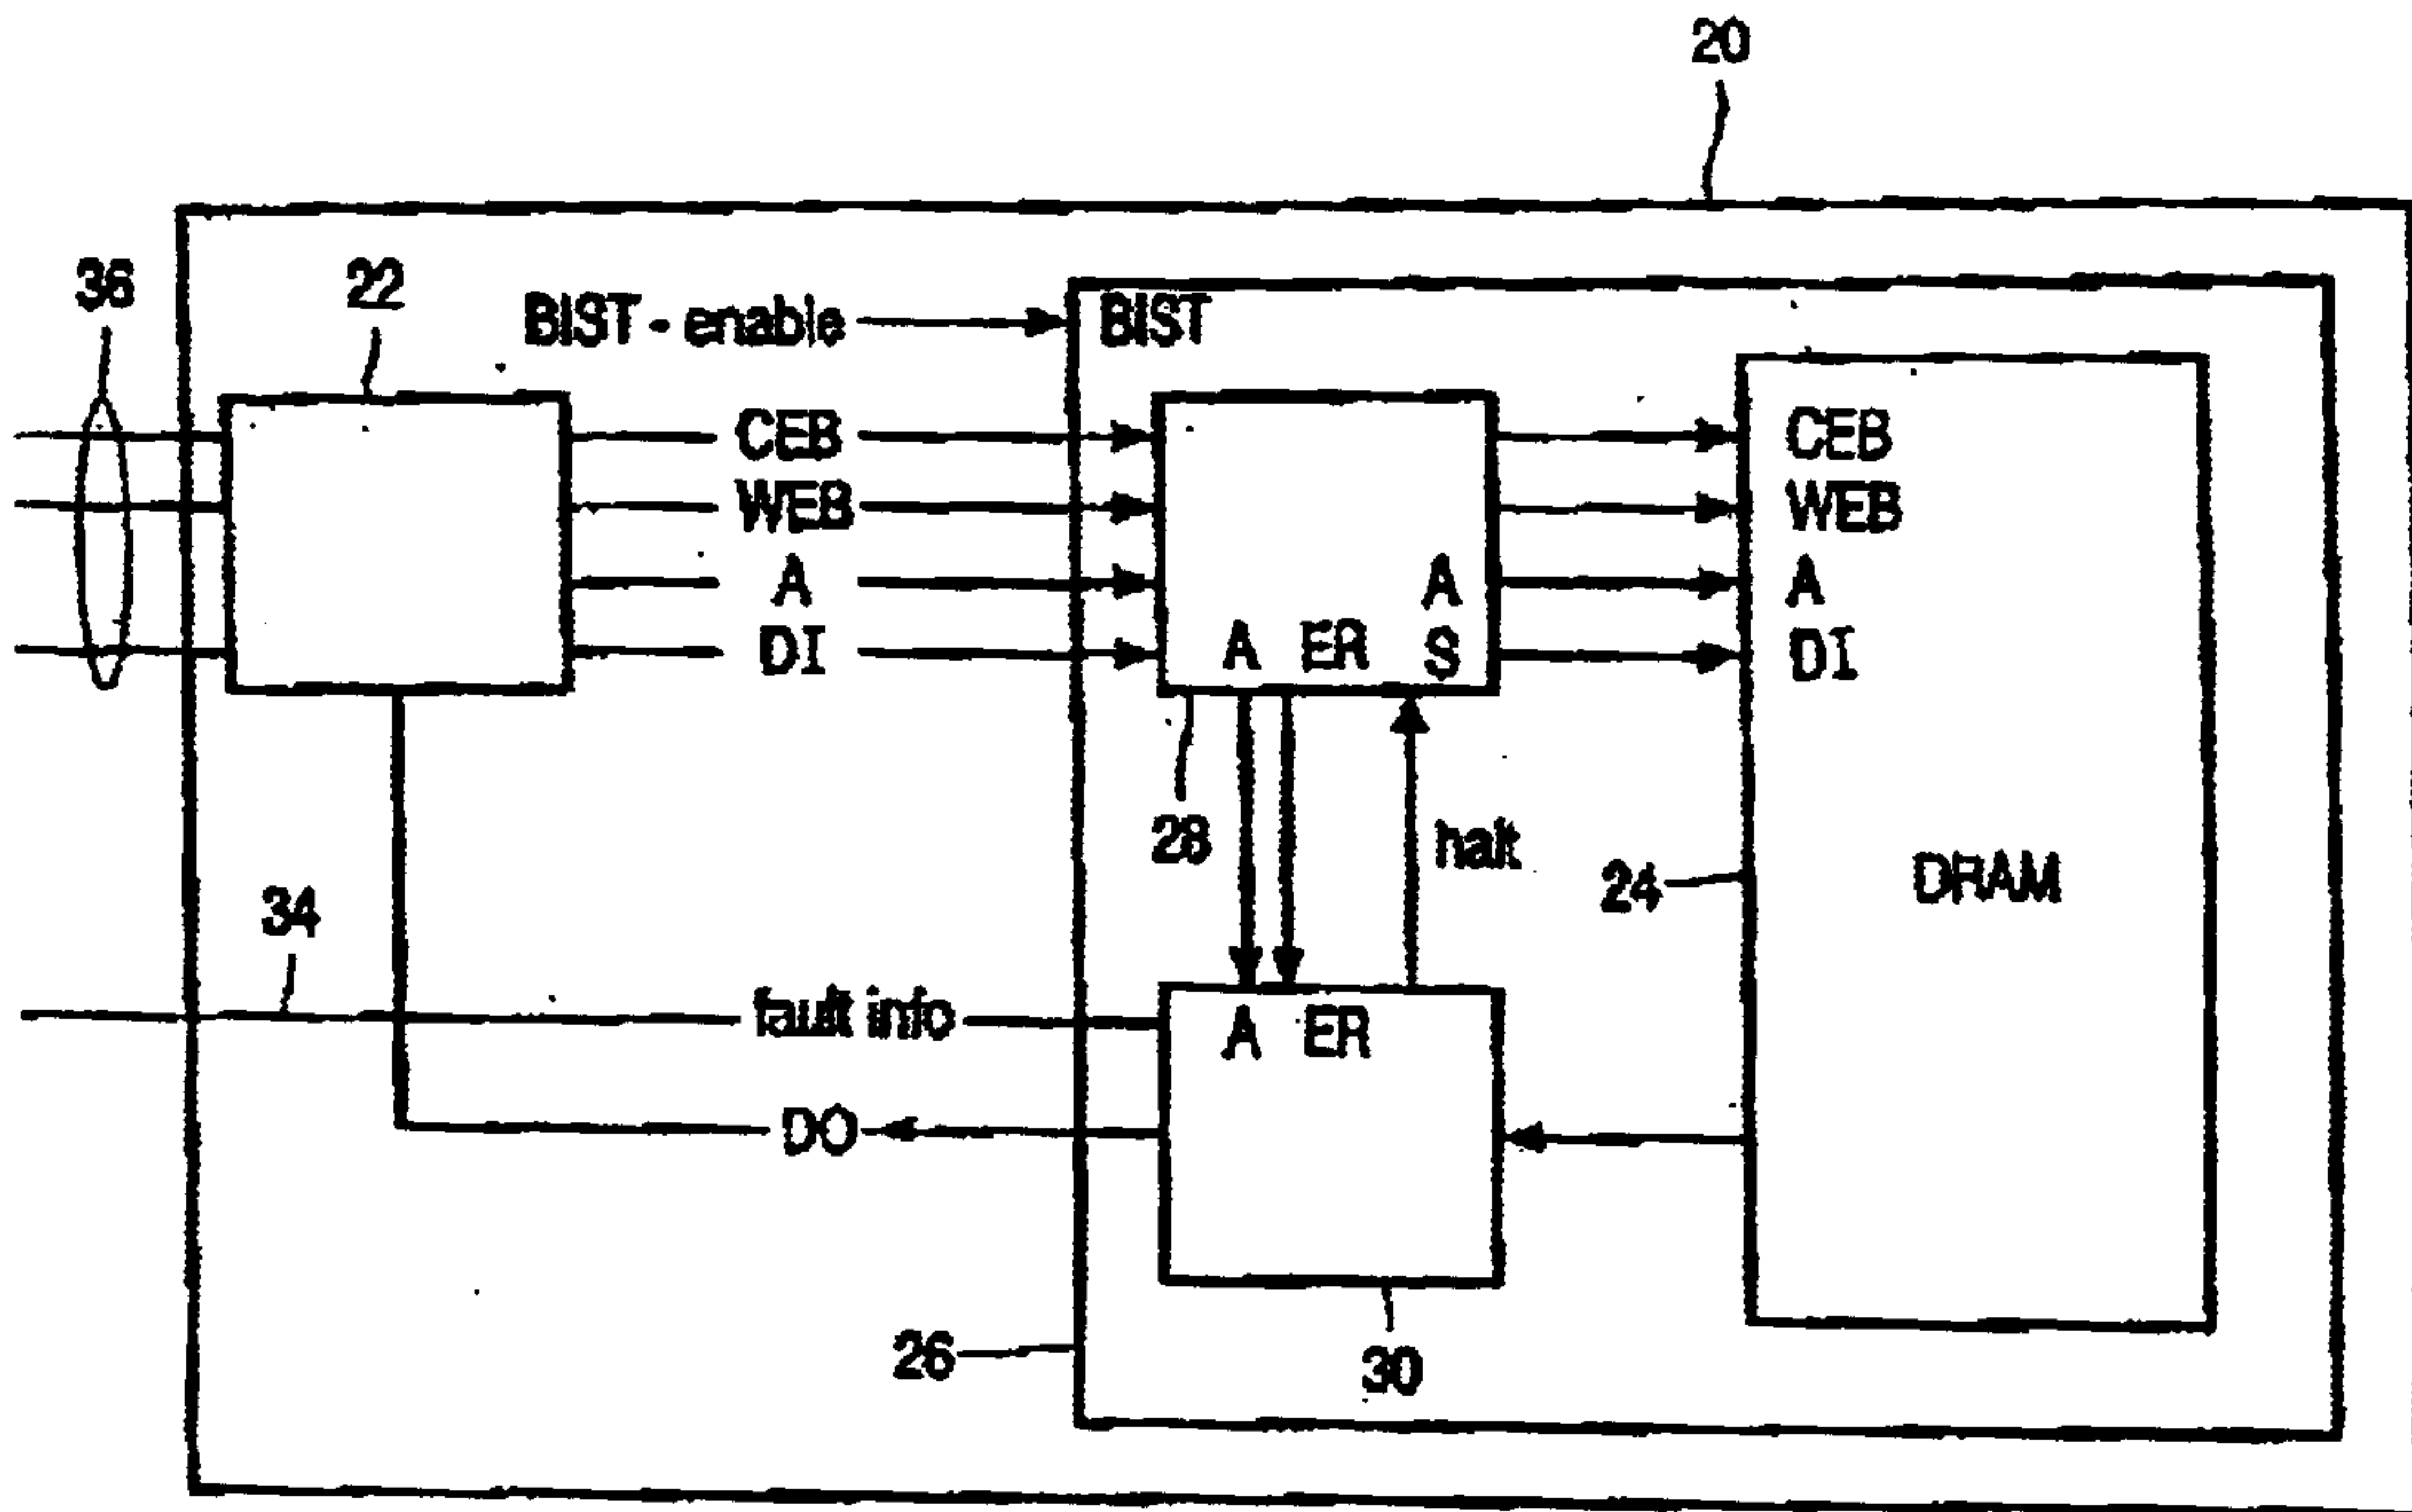 20
36
22
BIST - enable
BIST
CEB
CEB
WEB
WEB
A
A
A
DI
A ER S
DI
28
halt
24
DRAM
34
fault info
A ER
DO
26
30